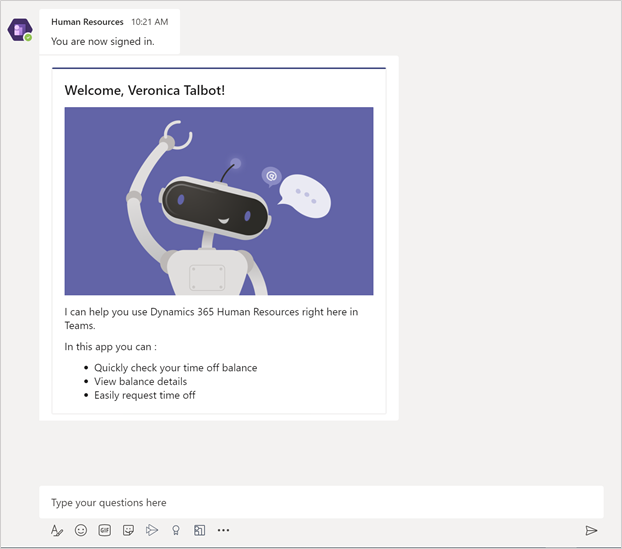 Human Resources 10:21 AM
You are now signed in.
Welcome, Veronica Talbot!
I can help you use Dynamics 365 Human Resources right here in
Teams.
In this app you can :
• Quickly check your time off balance
• View balance details
• Easily request time off
Type your questions here
GIF